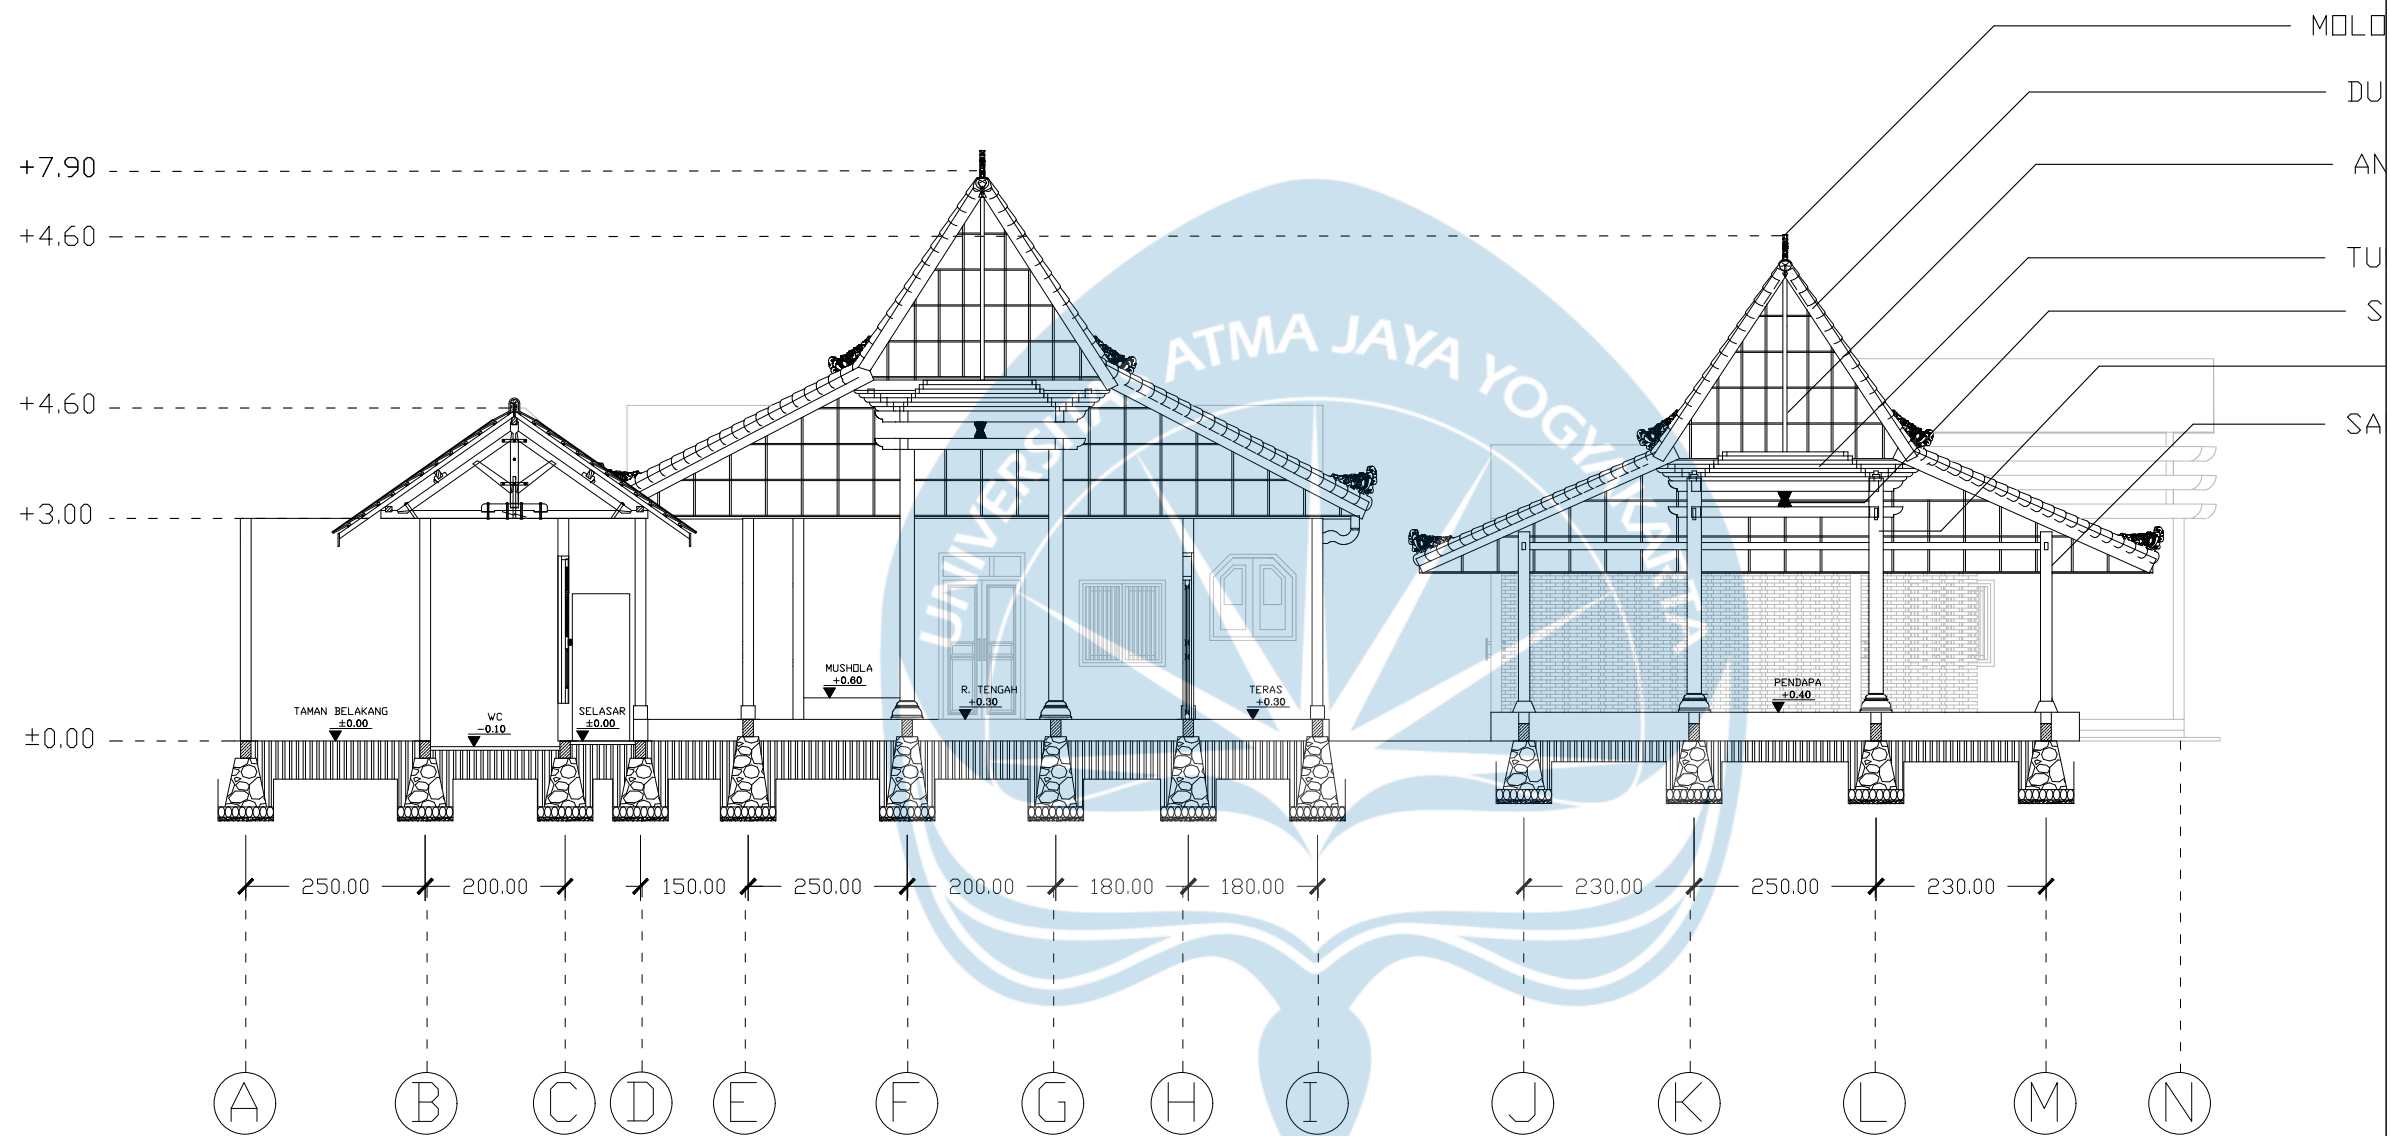 MOLO
DU
AN
TU
S
SA
+7.90
+4.60
+4.60
+3.00
±0.00
UNIVERSITAS ATMA JAYA YOGYAKARTA
MUSHOLA
+0.60
R. TENGAH
+0.30
TERAS
+0.30
PENDAPA
+0.40
TAMAN BELAKANG
±0.00
WC
-0.10
SELASAR
±0.00
250.00 200.00 150.00 250.00 200.00 180.00 180.00 230.00 250.00 230.00
A B C D E F G H I J K L M N